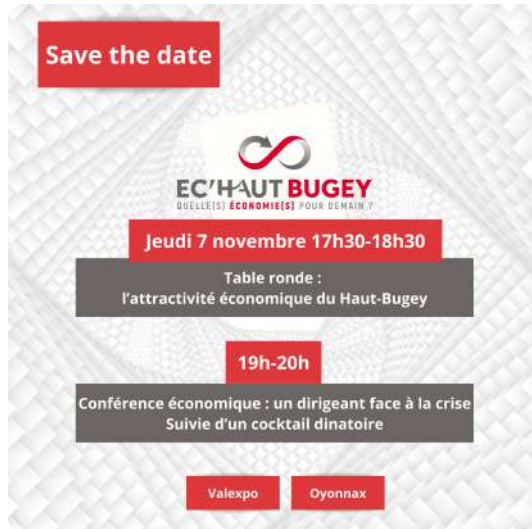 Save the date
EC'HAUT BUGEY
QUELLE(S) ÉCONOMIE(S) POUR DEMAIN ?
Jeudi 7 novembre 17h30-18h30
Table ronde :
l'attractivité économique du Haut-Bugey
19h-20h
Conférence économique : un dirigeant face à la crise
Suivie d'un cocktail dinatoire
Valexpo
Oyonnax